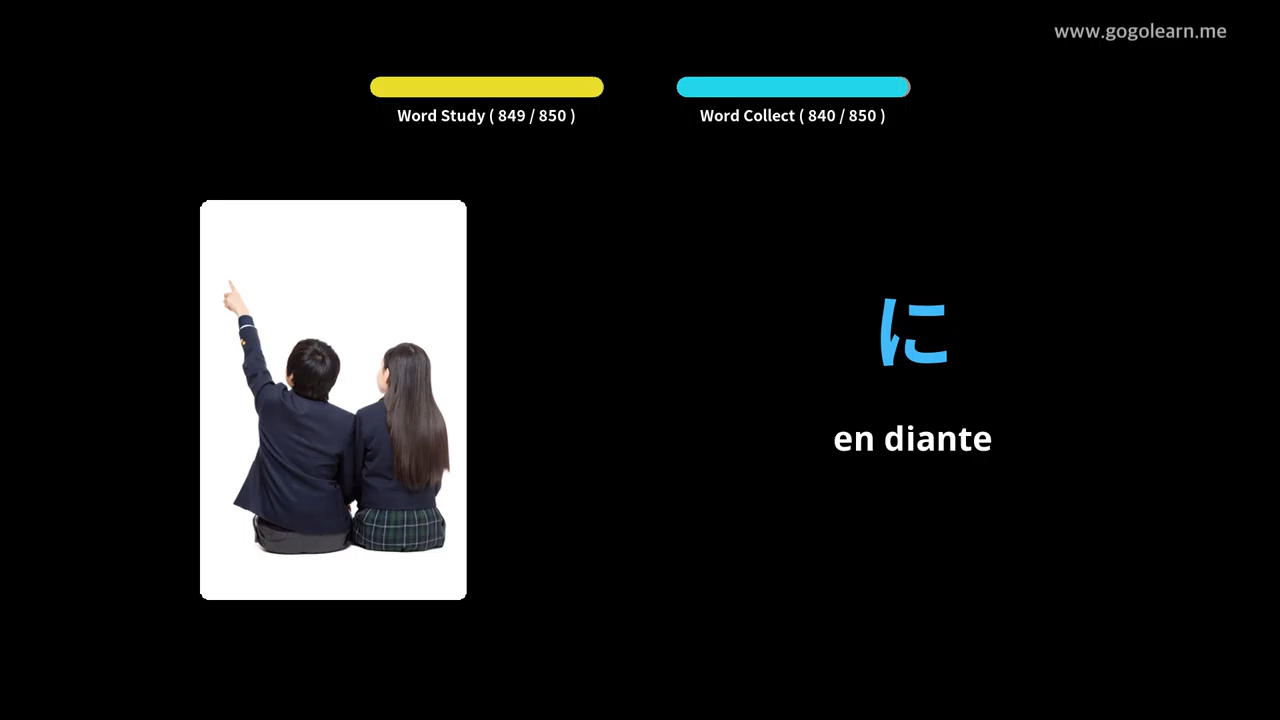 www.gogolearn.me
Word Study ( 849 / 850 )
Word Collect ( 840 / 850 )
に
en diante